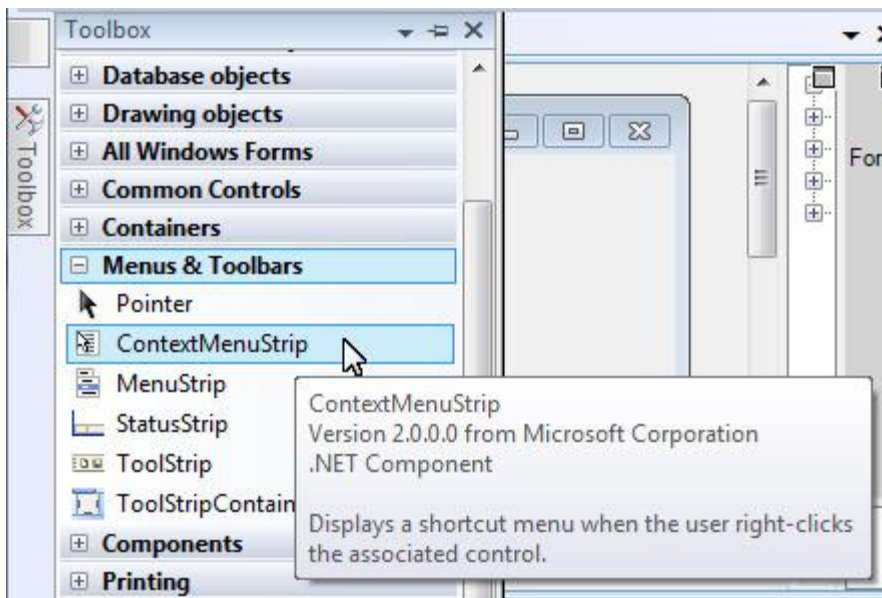 Toolbox
Toolbox
Database objects
Drawing objects
All Windows Forms
Common Controls
Containers
Menus & Toolbars
Pointer
ContextMenuStrip
MenuStrip
StatusStrip
ToolStrip
ToolStripContain
Components
Printing
ContextMenuStrip
Version 2.0.0.0 from Microsoft Corporation
.NET Component
Displays a shortcut menu when the user right-clicks
the associated control.
For